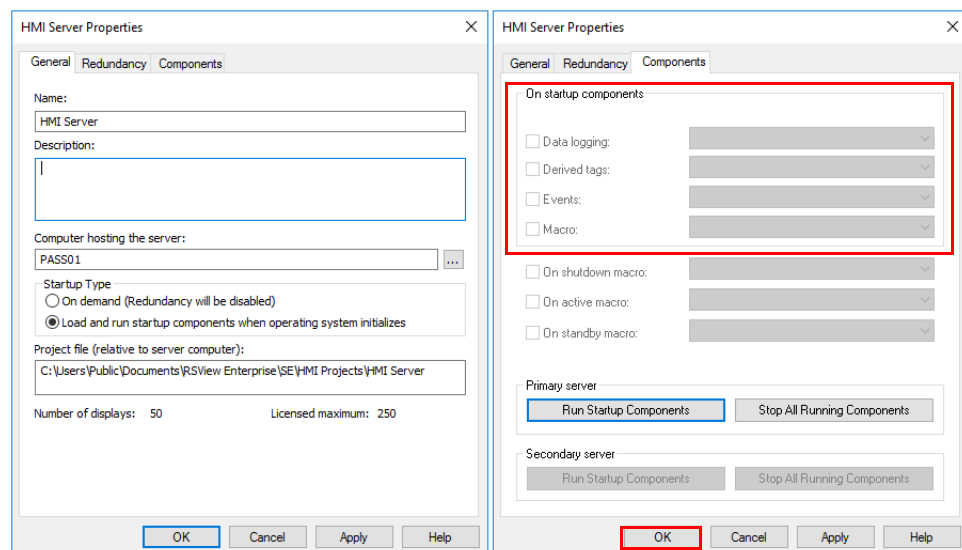 HMI Server Properties
General Redundancy Components
Name:
HMI Server
Description:
Computer hosting the server:
PASS01
...
Startup Type
On demand (Redundancy will be disabled)
Load and run startup components when operating system initializes
Project file (relative to server computer):
C:\Users\Public\Documents\RSView Enterprise\SE\HMI Projects\HMI Server
Number of displays: 50 Licensed maximum: 250
OK Cancel Apply Help
HMI Server Properties
General Redundancy Components
On startup components
Data logging:
Derived tags:
Events:
Macro:
On shutdown macro:
On active macro:
On standby macro:
Primary server
Run Startup Components Stop All Running Components
Secondary server
Run Startup Components Stop All Running Components
OK Cancel Apply Help